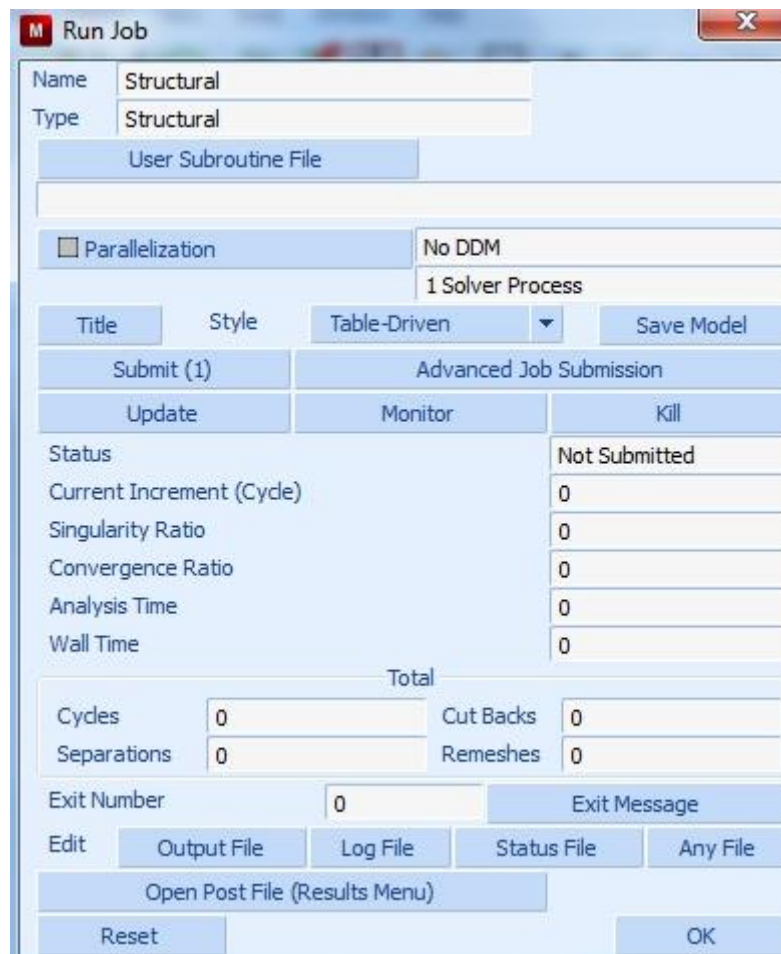 M Run Job X
Name Structural
Type Structural
User Subroutine File
Parallelization No DDM
1 Solver Process
Title Style Table-Driven Save Model
Submit (1) Advanced Job Submission
Update Monitor Kill
Status Not Submitted
Current Increment (Cycle) 0
Singularity Ratio 0
Convergence Ratio 0
Analysis Time 0
Wall Time 0
Total
Cycles 0 Cut Backs 0
Separations 0 Remeshes 0
Exit Number 0 Exit Message
Edit Output File Log File Status File Any File
Open Post File (Results Menu)
Reset OK